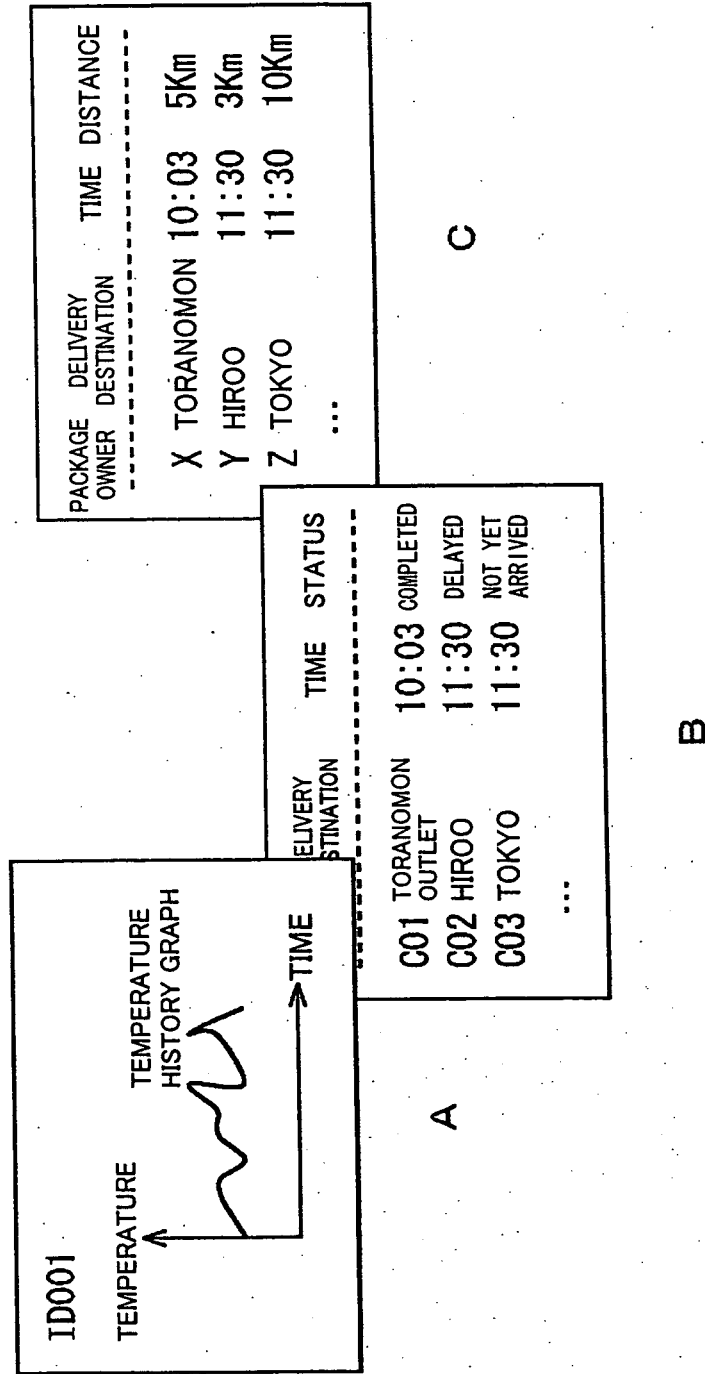 ID001
TEMPERATURE
TEMPERATURE
HISTORY GRAPH
TIME
A
ELIVERY
STINATION
TIME STATUS
C01 TORANOMON OUTLET 10:03 COMPLETED
C02 HIROO 11:30 DELAYED
C03 TOKYO 11:30 NOT YET ARRIVED
...
B
PACKAGE OWNER DELIVERY DESTINATION TIME DISTANCE
X TORANOMON 10:03 5Km
Y HIROO 11:30 3Km
Z TOKYO 11:30 10Km
...
C